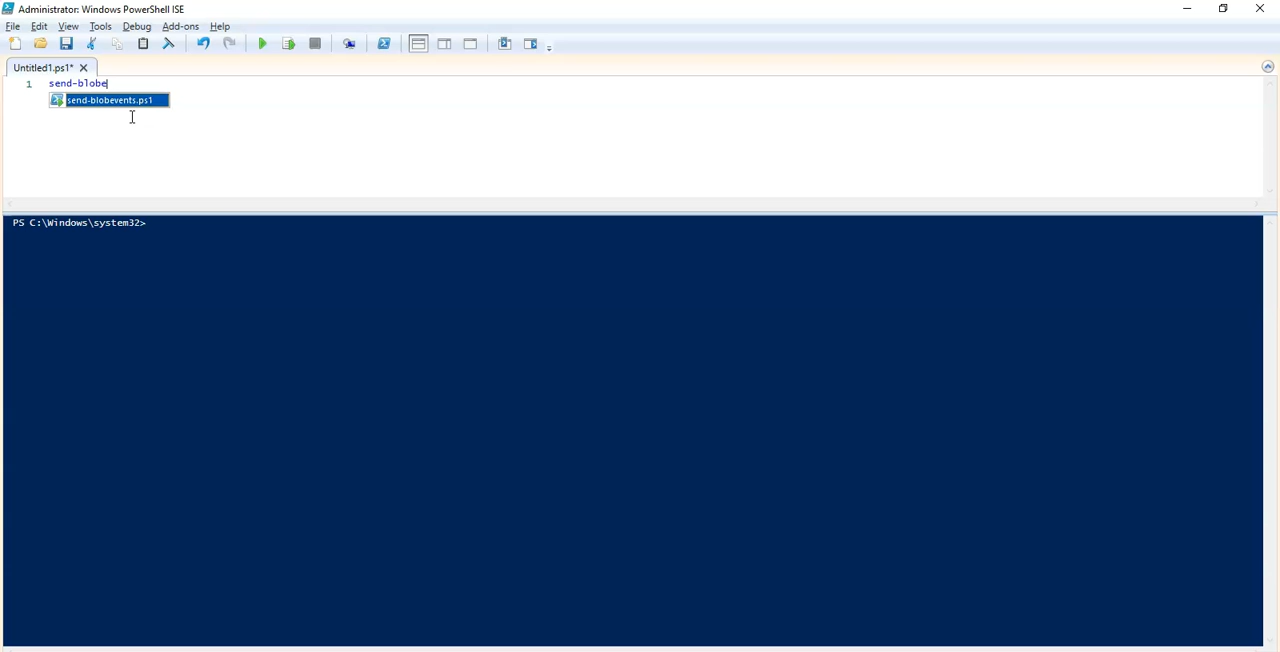 Administrator: Windows PowerShell ISE
File Edit View Tools Debug Add-ons Help
Untitled1.ps1*
1 send-blobe
send-blobevents.ps1
PS C:\Windows\system32>